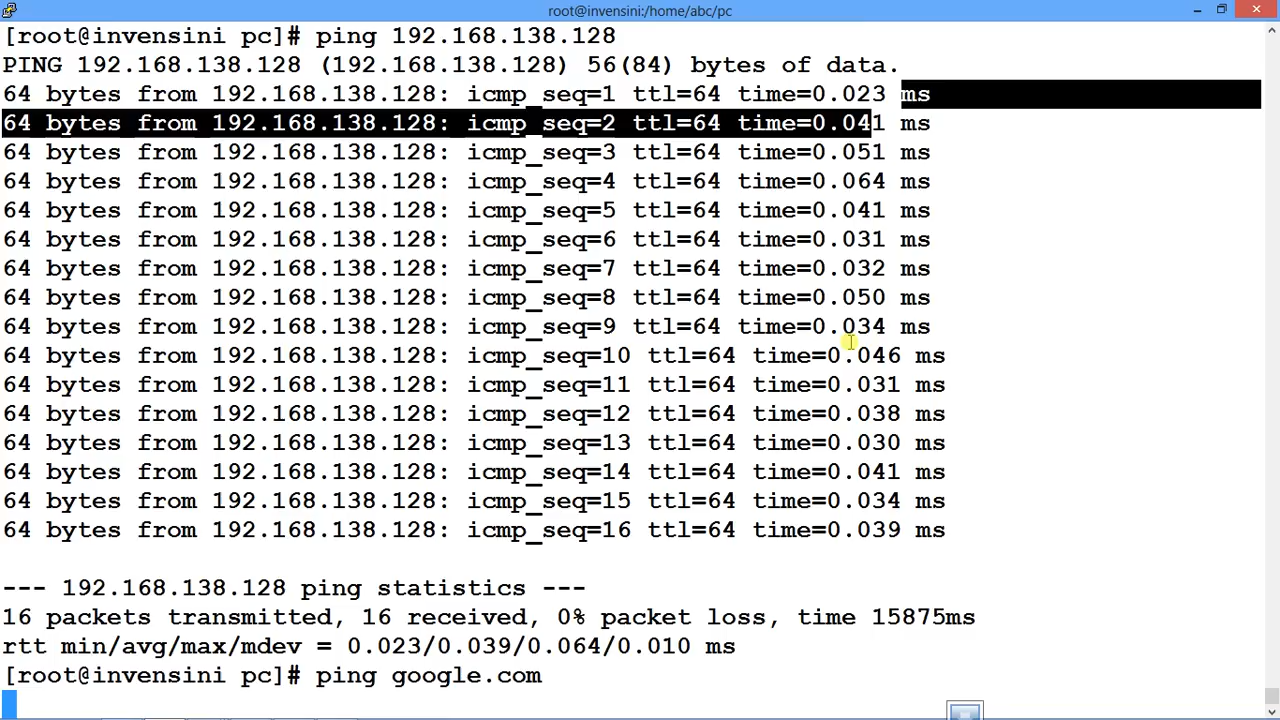 root@invensini:/home/abc/pc
[root@invensini pc]# ping 192.168.138.128
PING 192.168.138.128 (192.168.138.128) 56(84) bytes of data.
64 bytes from 192.168.138.128: icmp_seq=1 ttl=64 time=0.023 ms
64 bytes from 192.168.138.128: icmp_seq=2 ttl=64 time=0.041 ms
64 bytes from 192.168.138.128: icmp_seq=3 ttl=64 time=0.051 ms
64 bytes from 192.168.138.128: icmp_seq=4 ttl=64 time=0.064 ms
64 bytes from 192.168.138.128: icmp_seq=5 ttl=64 time=0.041 ms
64 bytes from 192.168.138.128: icmp_seq=6 ttl=64 time=0.031 ms
64 bytes from 192.168.138.128: icmp_seq=7 ttl=64 time=0.032 ms
64 bytes from 192.168.138.128: icmp_seq=8 ttl=64 time=0.050 ms
64 bytes from 192.168.138.128: icmp_seq=9 ttl=64 time=0.034 ms
64 bytes from 192.168.138.128: icmp_seq=10 ttl=64 time=0.046 ms
64 bytes from 192.168.138.128: icmp_seq=11 ttl=64 time=0.031 ms
64 bytes from 192.168.138.128: icmp_seq=12 ttl=64 time=0.038 ms
64 bytes from 192.168.138.128: icmp_seq=13 ttl=64 time=0.030 ms
64 bytes from 192.168.138.128: icmp_seq=14 ttl=64 time=0.041 ms
64 bytes from 192.168.138.128: icmp_seq=15 ttl=64 time=0.034 ms
64 bytes from 192.168.138.128: icmp_seq=16 ttl=64 time=0.039 ms
--- 192.168.138.128 ping statistics ---
16 packets transmitted, 16 received, 0% packet loss, time 15875ms
rtt min/avg/max/mdev = 0.023/0.039/0.064/0.010 ms
[root@invensini pc]# ping google.com